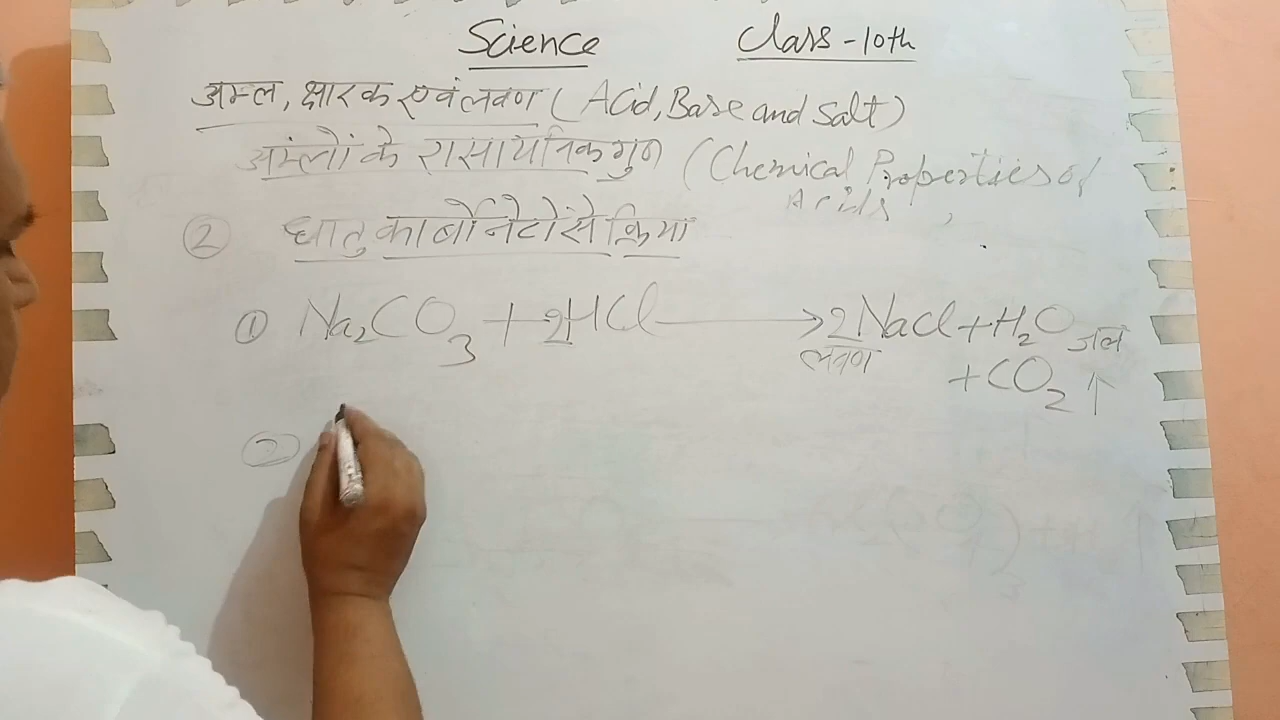 Science Class-10th
अम्ल, क्षारक एवं लवण (Acid, Base and Salt)
अम्लों के रासायनिक गुण (Chemical Properties of
Acids
② धातु कार्बोनेटों से क्रिया
① Na₂CO₃ + 2HCl → 2NaCl + H₂O जल
लवण + CO₂ ↑
②